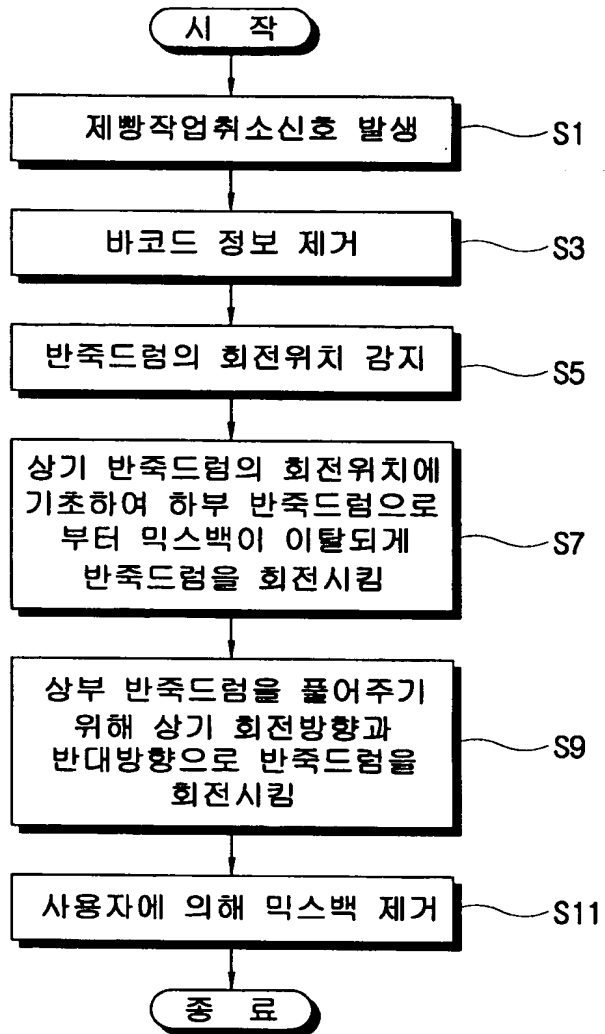 시 작
제빵작업취소신호 발생
S1
바코드 정보 제거
S3
반죽드럼의 회전위치 감지
S5
상기 반죽드럼의 회전위치에
기초하여 하부 반죽드럼으로
부터 믹스백이 이탈되게
반죽드럼을 회전시킴
S7
상부 반죽드럼을 풀어주기
위해 상기 회전방향과
반대방향으로 반죽드럼을
회전시킴
S9
사용자에 의해 믹스백 제거
S11
종 료